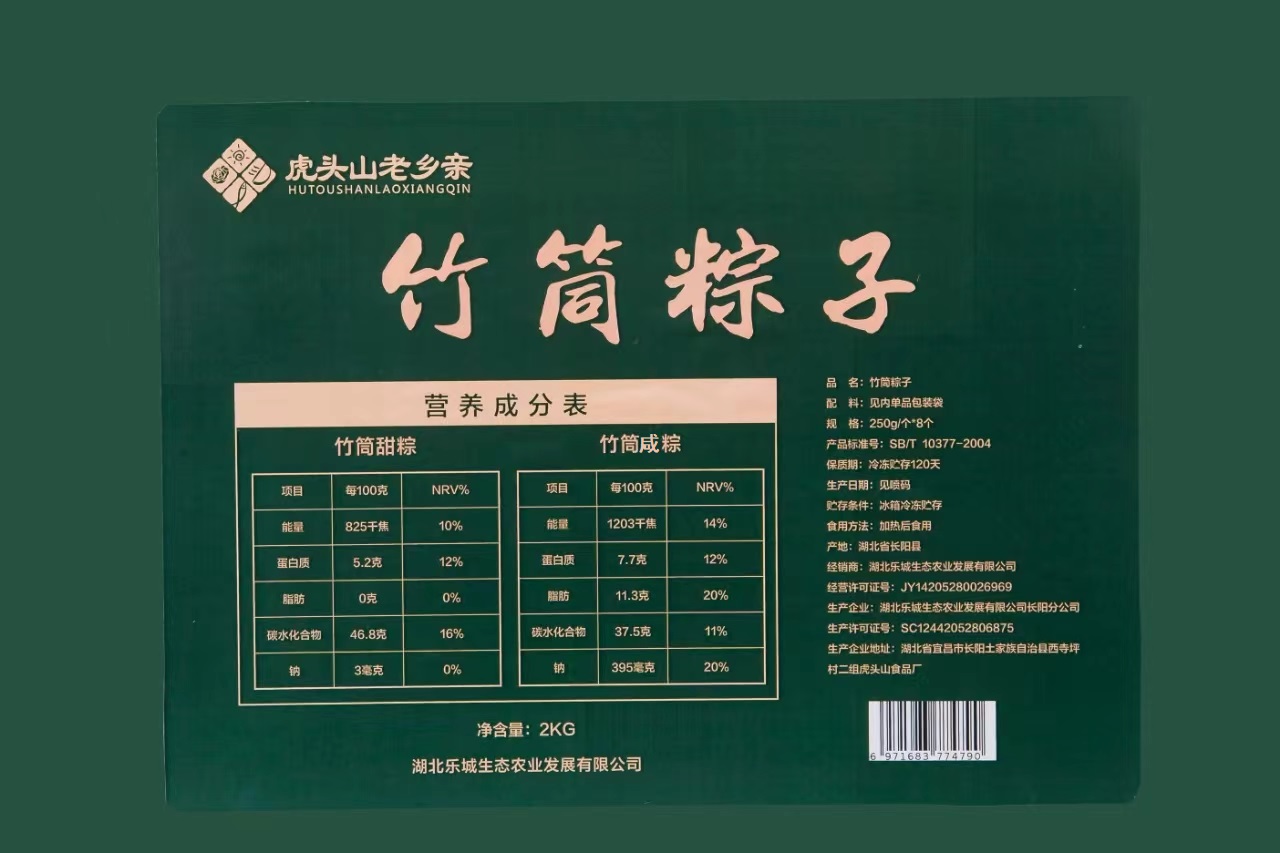 虎头山老乡亲
HUTOUSHANLAOXIANGQIN
竹筒粽子
营养成分表
竹筒甜粽
项目 每100克 NRV%
能量 825千焦 10%
蛋白质 5.2克 12%
脂肪 0克 0%
碳水化合物 46.8克 16%
钠 3毫克 0%
竹筒咸粽
项目 每100克 NRV%
能量 1203千焦 14%
蛋白质 7.7克 12%
脂肪 11.3克 20%
碳水化合物 37.5克 11%
钠 395毫克 20%
净含量：2KG
湖北乐城生态农业发展有限公司
品 名：竹筒粽子
配 料：见内单品包装袋
规 格：250g/个*8个
产品标准号：SB/T 10377-2004
保质期：冷冻贮存120天
生产日期：见喷码
贮存条件：冰箱冷冻贮存
食用方法：加热后食用
产地：湖北省长阳县
经销商：湖北乐城生态农业发展有限公司
经营许可证号：JY14205280026969
生产企业：湖北乐城生态农业发展有限公司长阳分公司
生产许可证号：SC12442052806875
生产企业地址：湖北省宜昌市长阳土家族自治县西寺坪
村二组虎头山食品厂
6 971683 774790